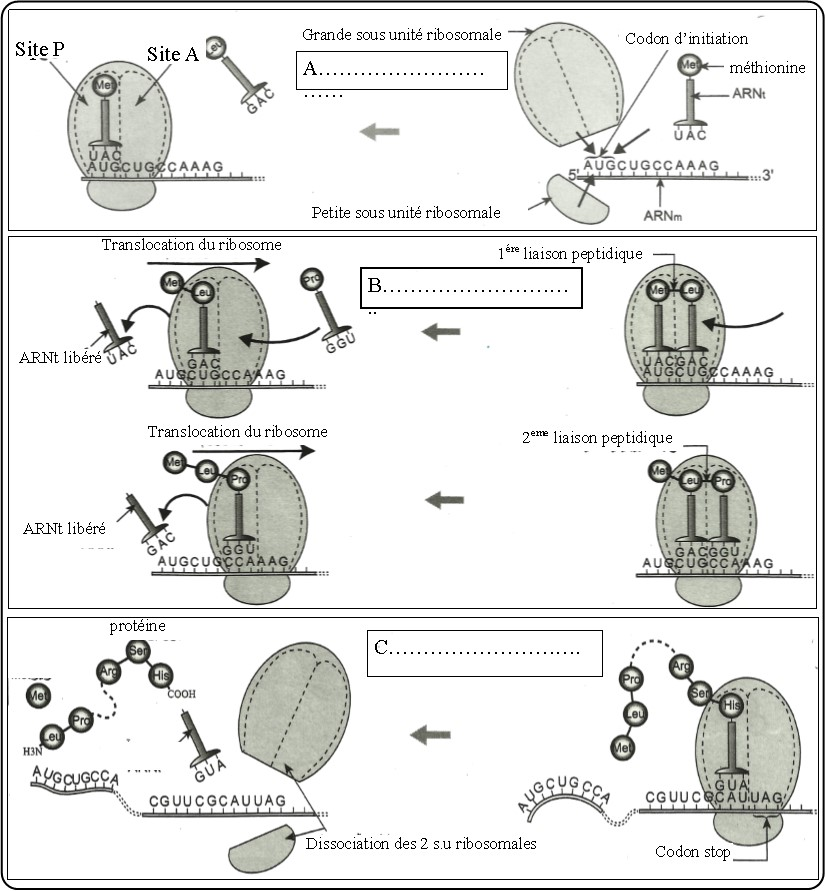 Grande sous unité ribosomale
Codon d'initiation
Site P
Site A
Leu
GAC
A……………………
……
Met
méthionine
ARNt
UAC
Met
UAC
AUGCUGCCAAAG
5'
AUGCUGCCAAAG
3'
Petite sous unité ribosomale
ARNm
Translocation du ribosome
1ére liaison peptidique
Met
Leu
Pro
B………………………
..
Met
Leu
ARNt libéré
UAC
GGU
GAC
AUGCUGCCAAAG
UACGAC
AUGCUGCCAAAG
Translocation du ribosome
2eme liaison peptidique
Met
Leu
Pro
Met
Leu
Pro
ARNt libéré
GAC
GGU
AUGCUGCCAAAG
GACGGU
AUGCUGCCAAAG
protéine
C……………………….
Ser
Arg
His
COOH
Met
Pro
Leu
H3N
GUA
AUGCUGCCA
CGUUCGCAUUAG
Dissociation des 2 s.u ribosomales
Arg
Pro
Ser
His
Leu
Met
GUA
AUGCUGCCA
CGUUCGCAUUAG
Codon stop